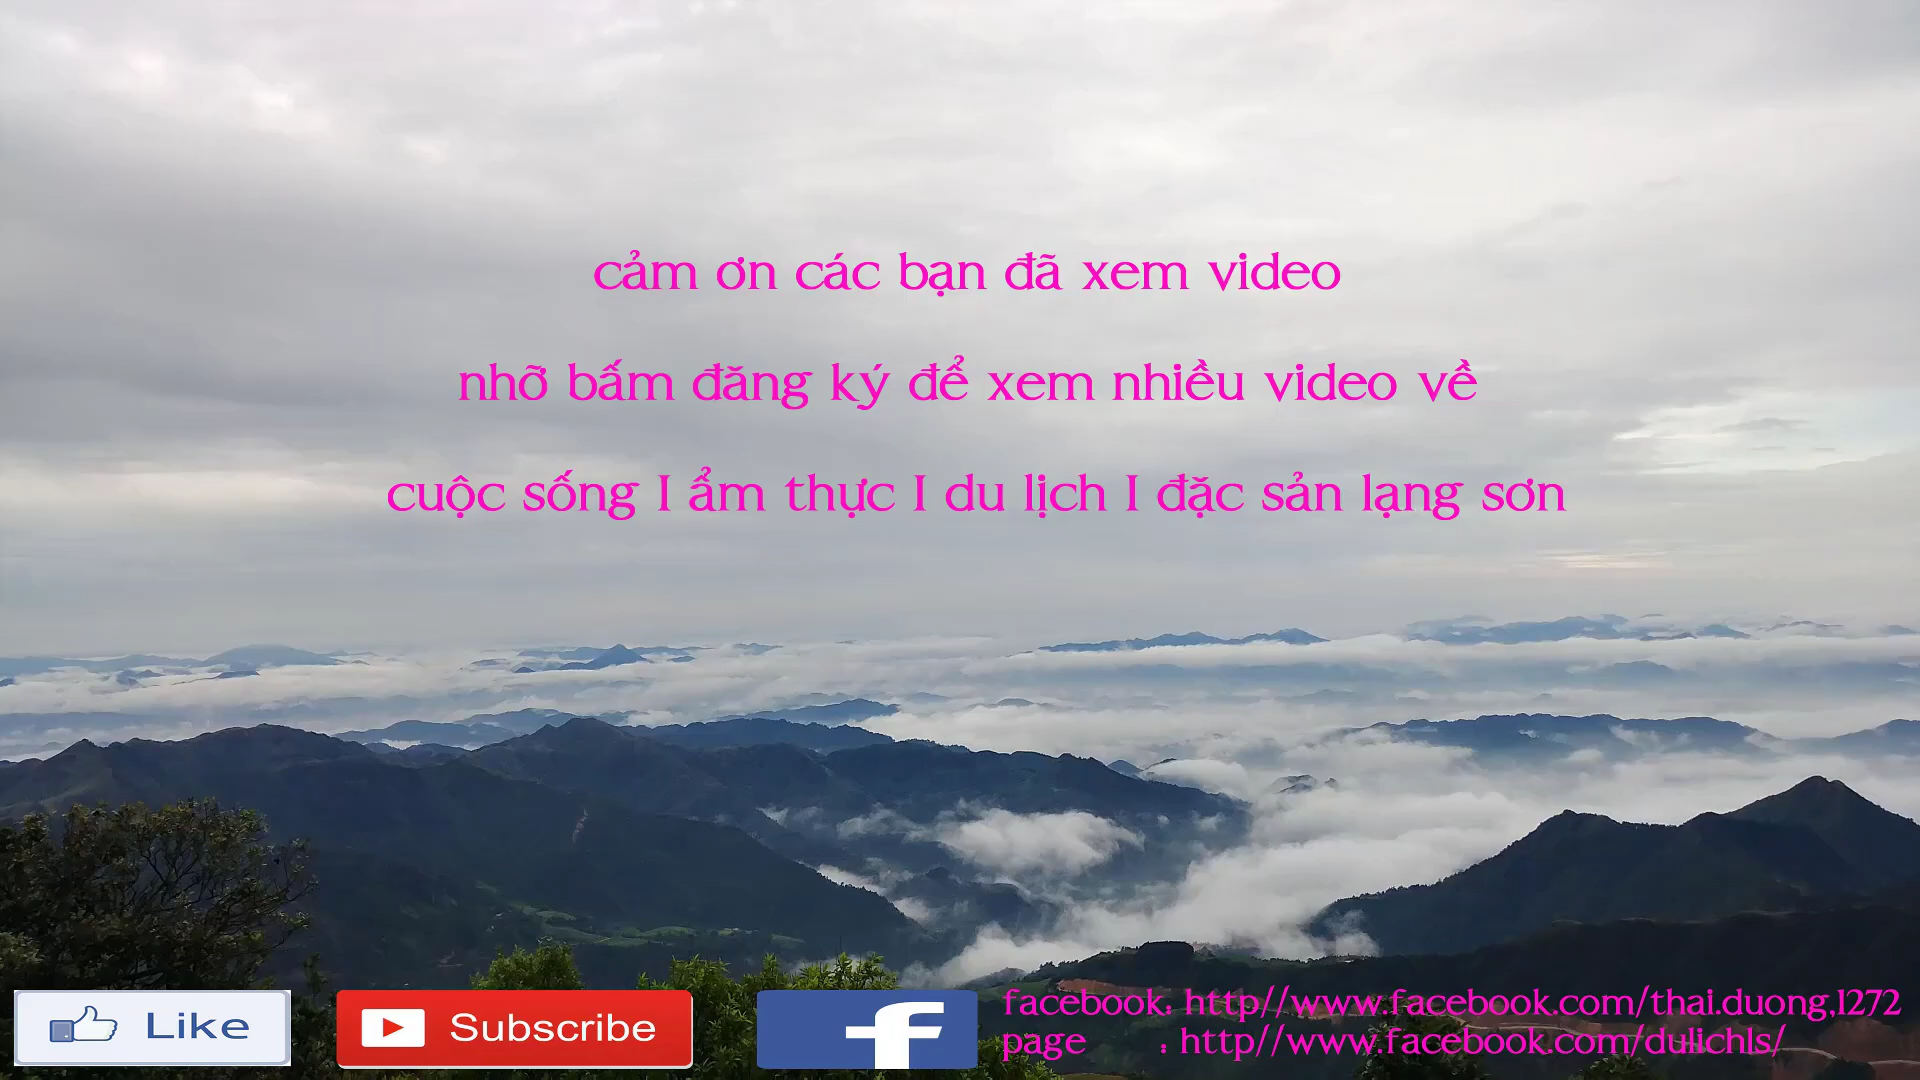 cảm ơn các bạn đã xem video
nhỡ bấm đăng ký để xem nhiều video về
cuộc sống I ẩm thực I du lịch I đặc sản lạng sơn
Like
Subscribe
f
facebook: http//www.facebook.com/thai.duong,1272
page : http//www.facebook.com/dulichls/